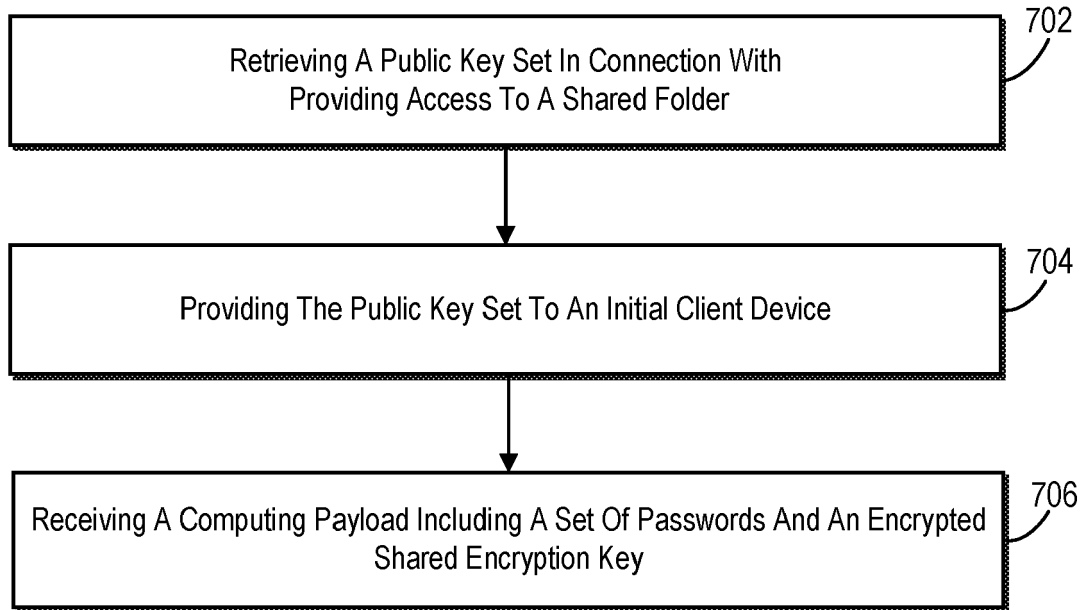 702
Retrieving A Public Key Set In Connection With
Providing Access To A Shared Folder
704
Providing The Public Key Set To An Initial Client Device
706
Receiving A Computing Payload Including A Set Of Passwords And An Encrypted
Shared Encryption Key